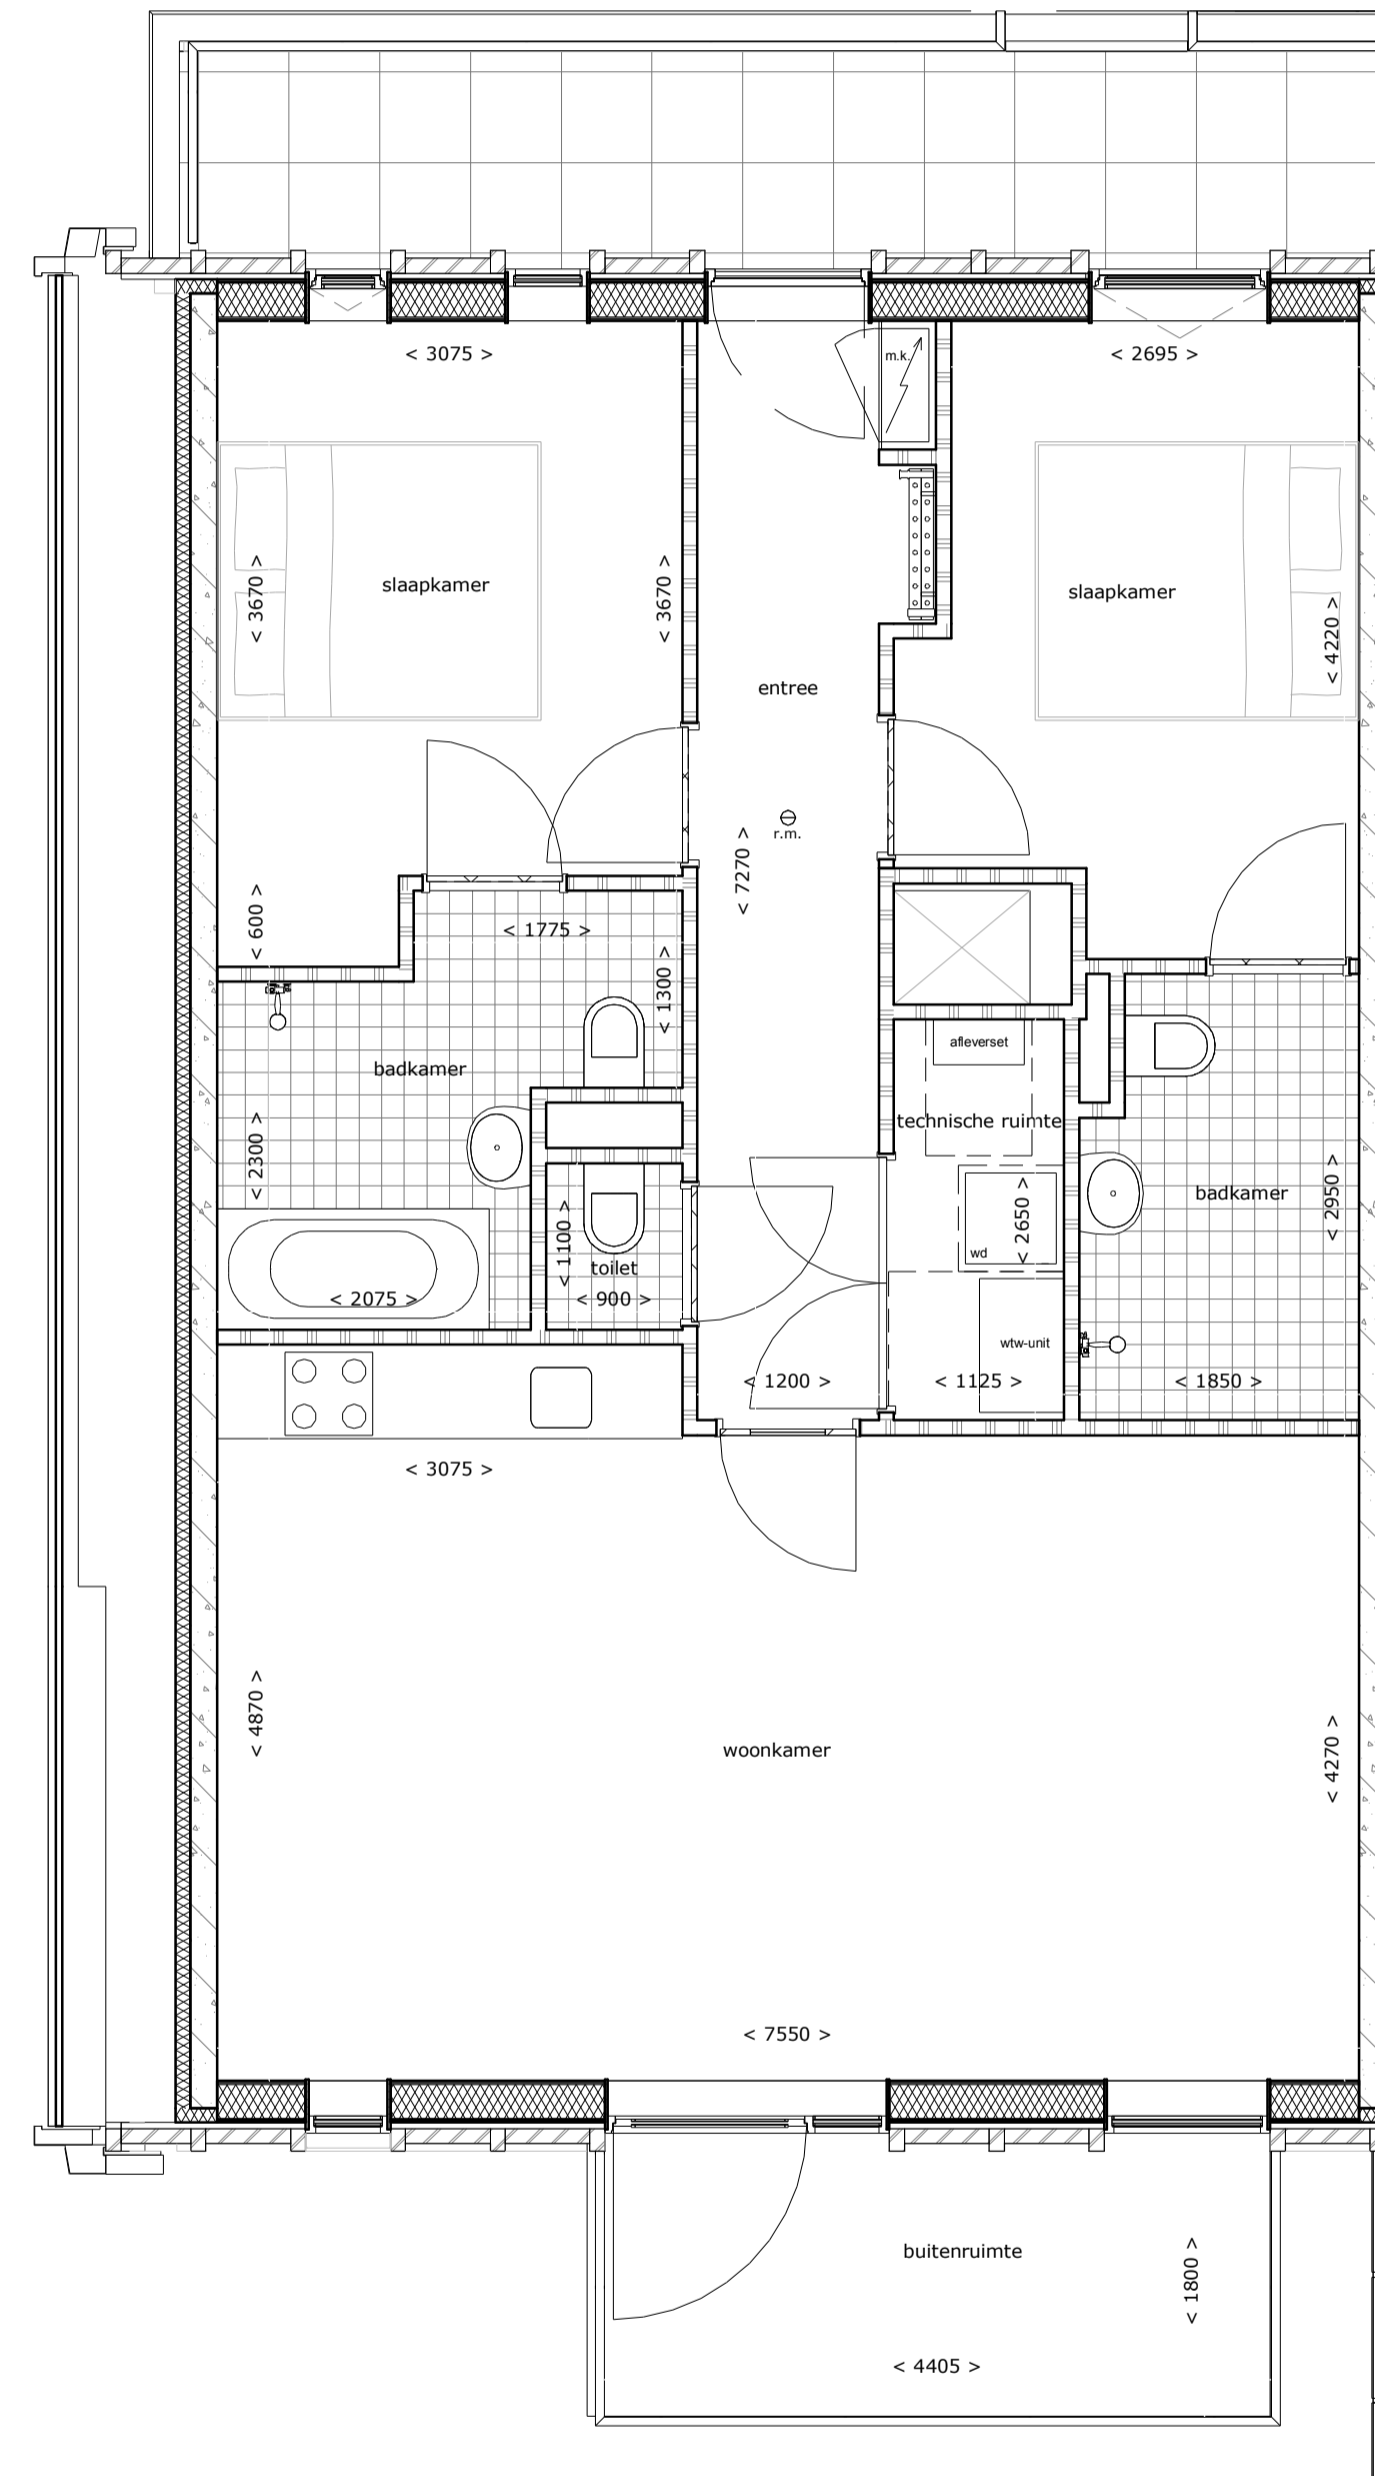 < 3075 >
m.k.
< 2695 >
< 3670 >
slaapkamer
< 3670 >
slaapkamer
< 4220 >
entree
r.m.
< 7270 >
< 600 >
< 1775 >
< 1300 >
afleverset
badkamer
technische ruimte
< 2300 >
< 2650 >
badkamer
< 2950 >
< 1100 >
wd
toilet
< 2075 >
< 900 >
wtw-unit
< 1200 >
< 1125 >
< 1850 >
< 3075 >
< 4870 >
woonkamer
< 4270 >
< 7550 >
buitenruimte
< 1800 >
< 4405 >